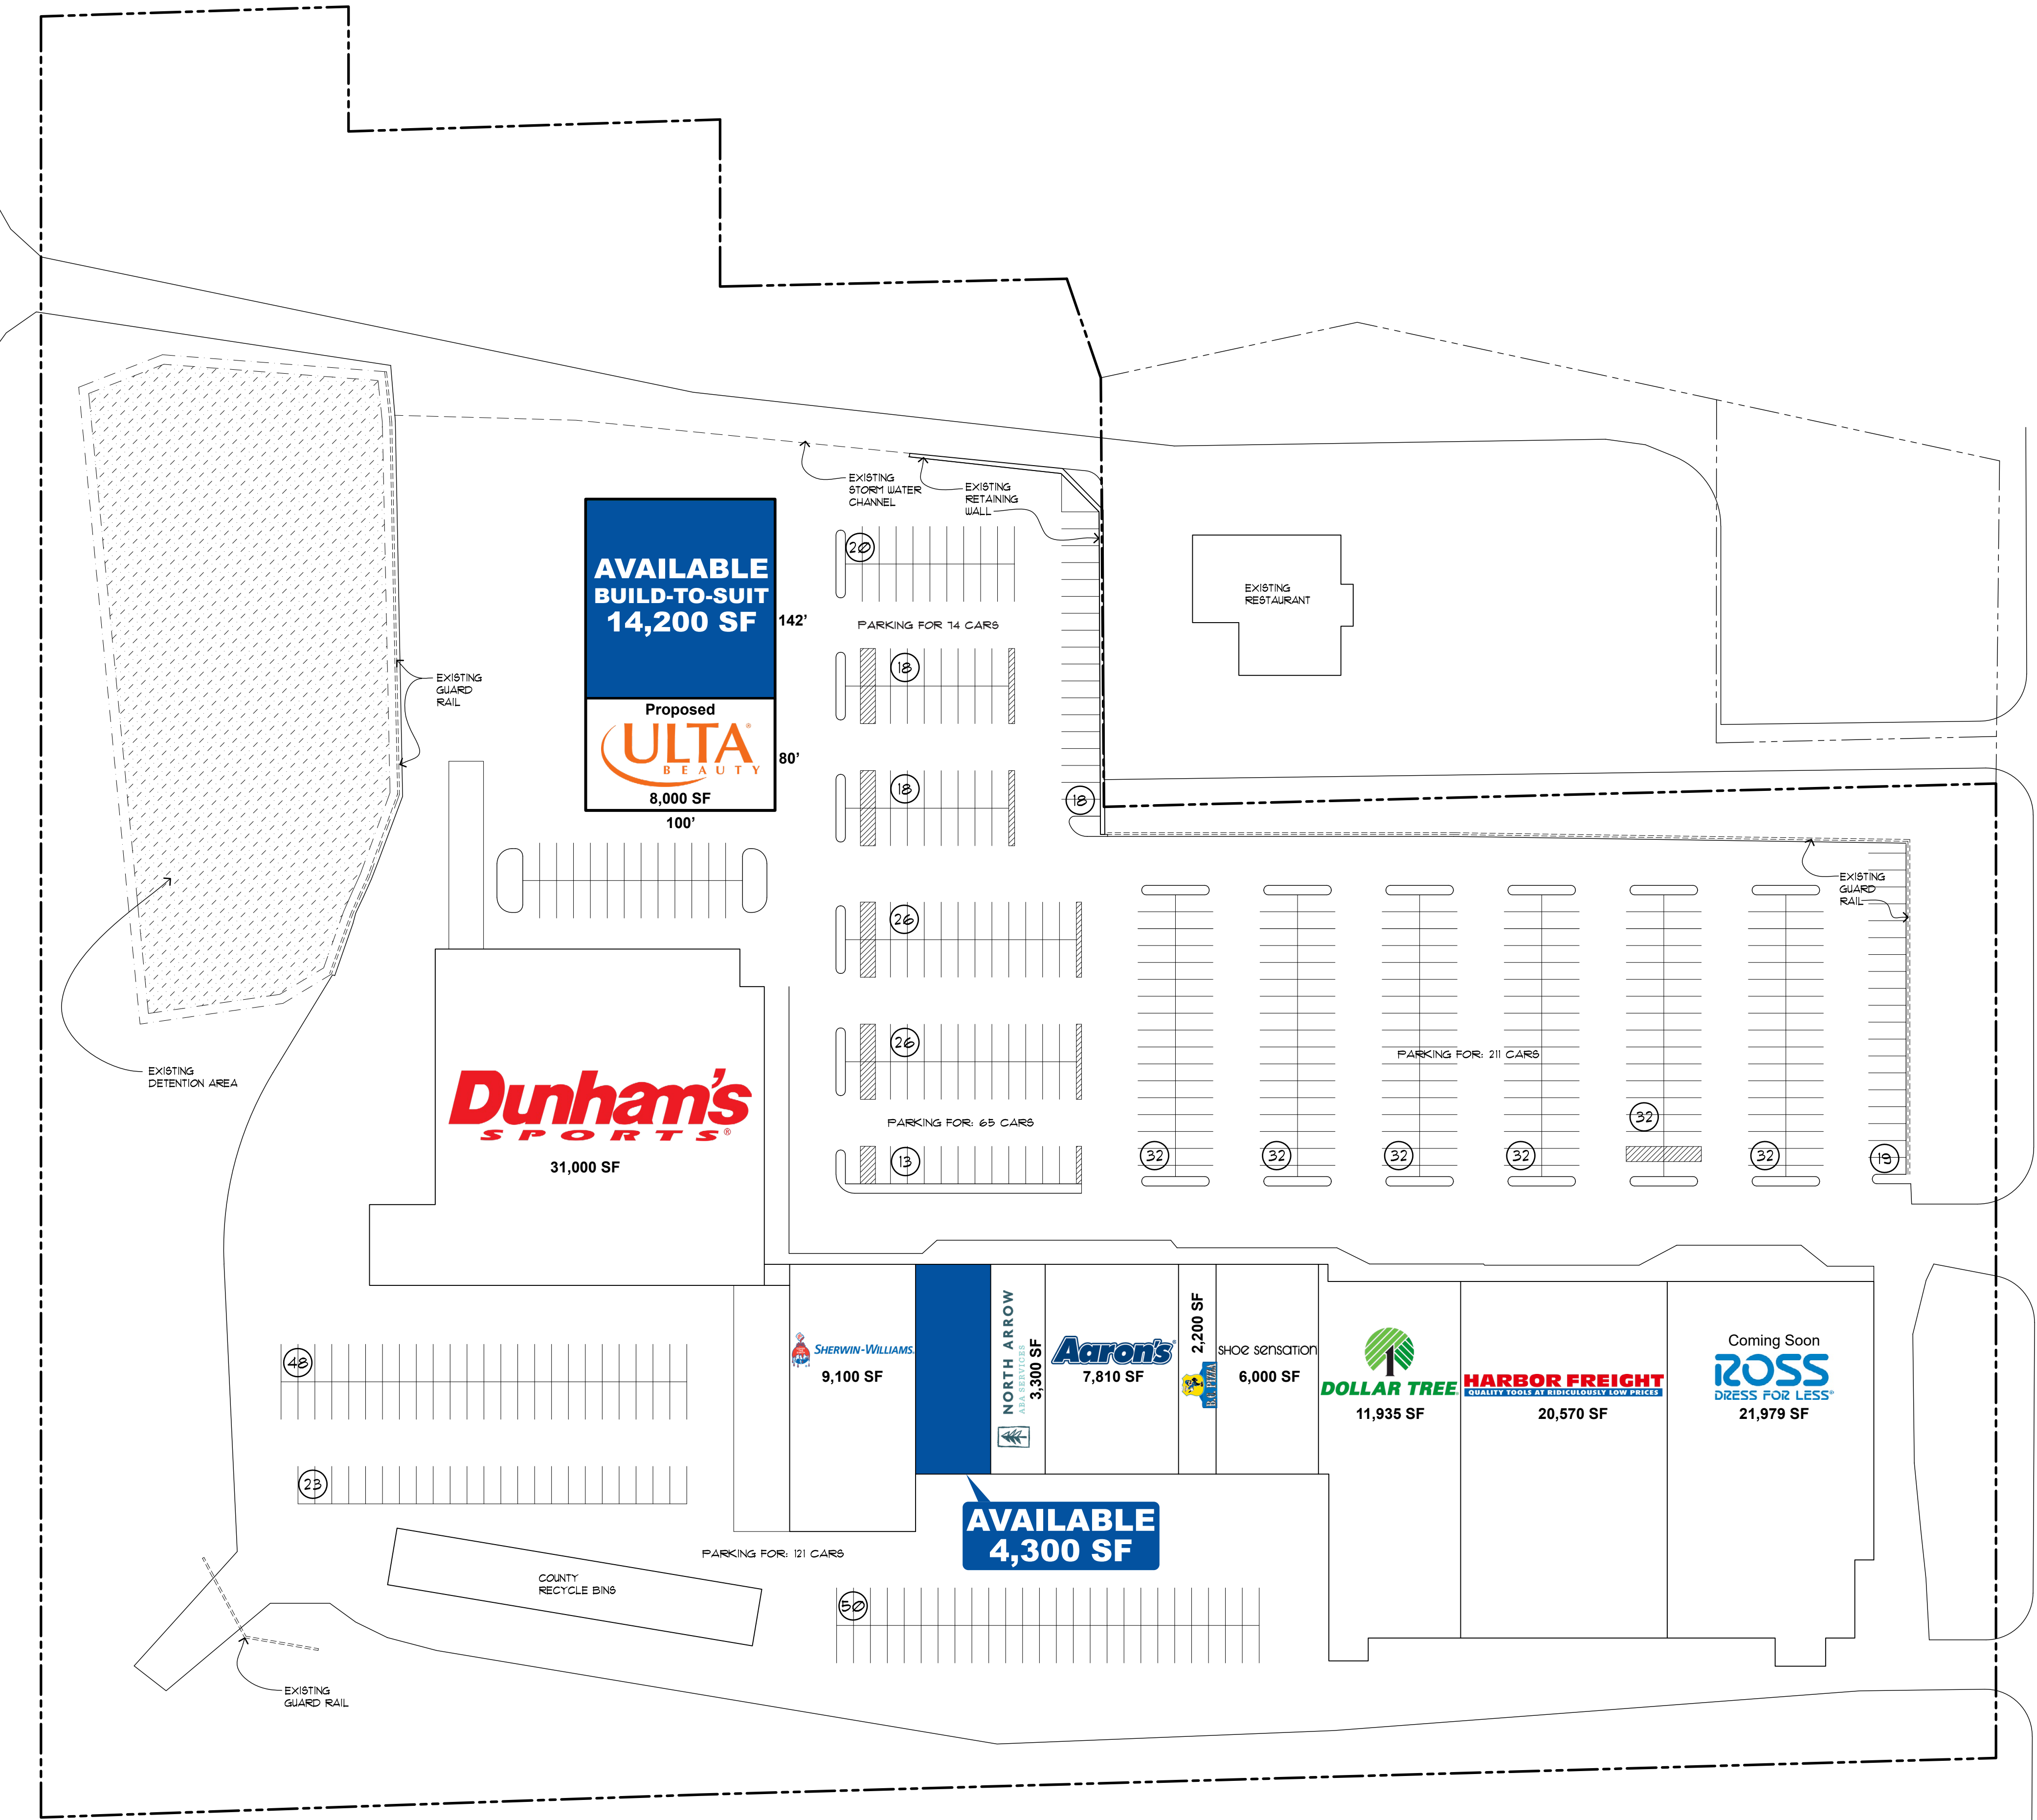 EXISTING
STORM WATER
CHANNEL
EXISTING
RETAINING
WALL
AVAILABLE
BUILD-TO-SUIT
14,200 SF
142’
20
PARKING FOR 74 CARS
EXISTING
RESTAURANT
18
EXISTING
GUARD
RAIL
Proposed
ULTA®
BEAUTY
8,000 SF
80’
100’
18
18
EXISTING
GUARD
RAIL
26
26
PARKING FOR: 211 CARS
EXISTING
DETENTION AREA
Dunham's
SPORTS®
31,000 SF
PARKING FOR: 65 CARS
13
32
32
32
32
32
32
19
48
23
SHERWIN-WILLIAMS.
9,100 SF
NORTH ARROW
ABA SERVICES
3,300 SF
Aaron's®
7,810 SF
2,200 SF
B.C. PIZZA
SHOE SENSATION
6,000 SF
1
DOLLAR TREE.
11,935 SF
HARBOR FREIGHT
QUALITY TOOLS AT RIDICULOUSLY LOW PRICES
20,570 SF
Coming Soon
ROSS
DRESS FOR LESS®
21,979 SF
AVAILABLE
4,300 SF
PARKING FOR: 121 CARS
COUNTY
RECYCLE BINS
50
EXISTING
GUARD RAIL